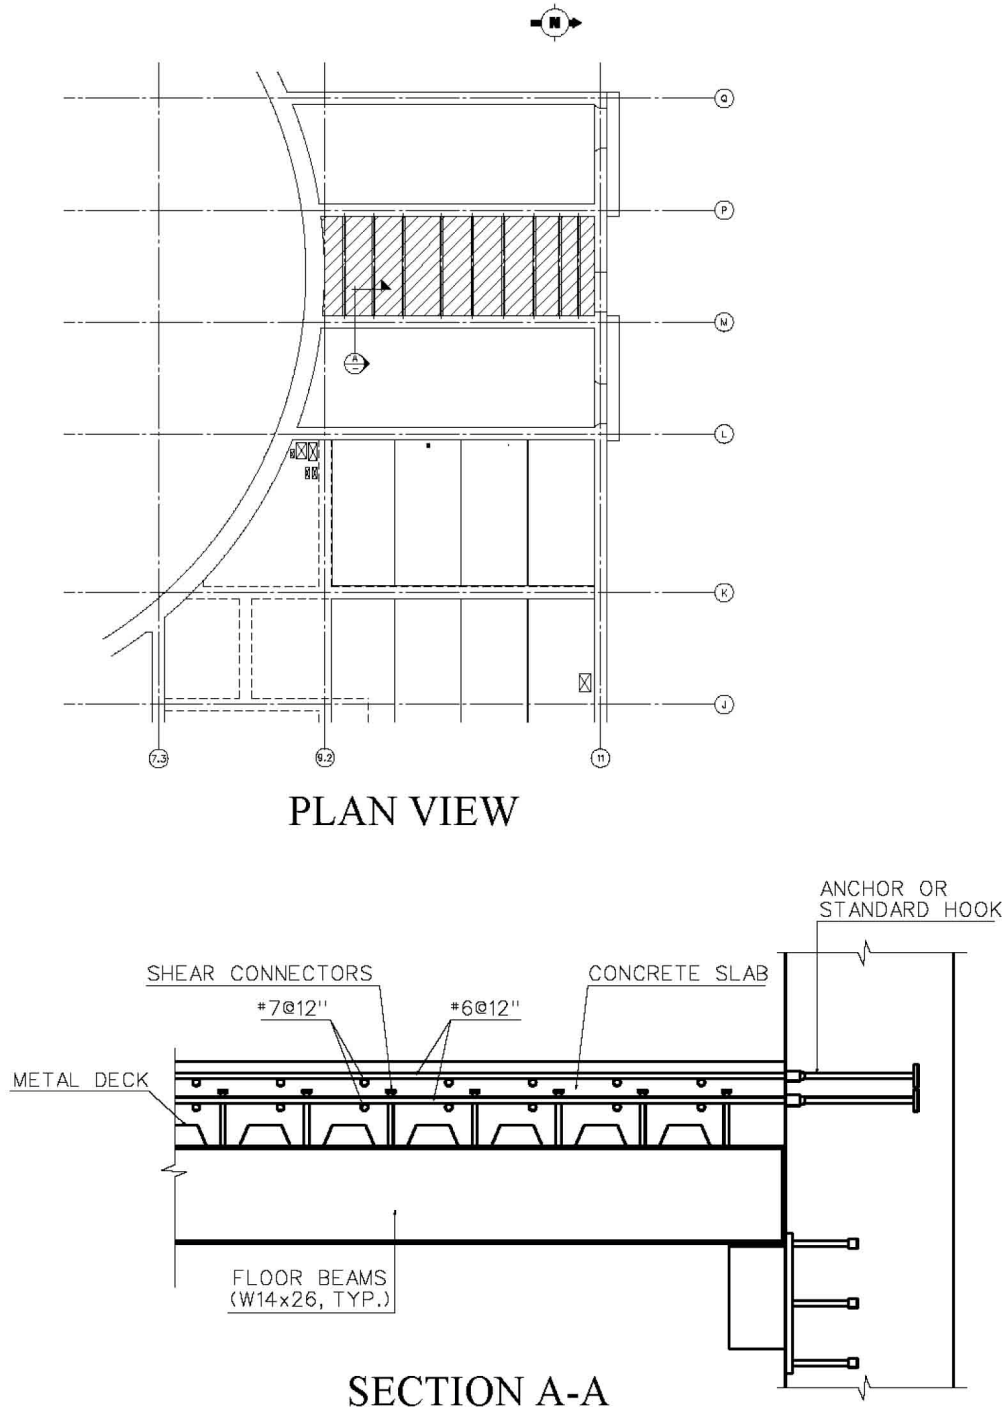 N
Q
P
M
A
L
K
J
7.3
9.2
11
PLAN VIEW
ANCHOR OR
STANDARD HOOK
SHEAR CONNECTORS
CONCRETE SLAB
#7@12" #6@12"
METAL DECK
FLOOR BEAMS
(W14x26, TYP.)
SECTION A-A